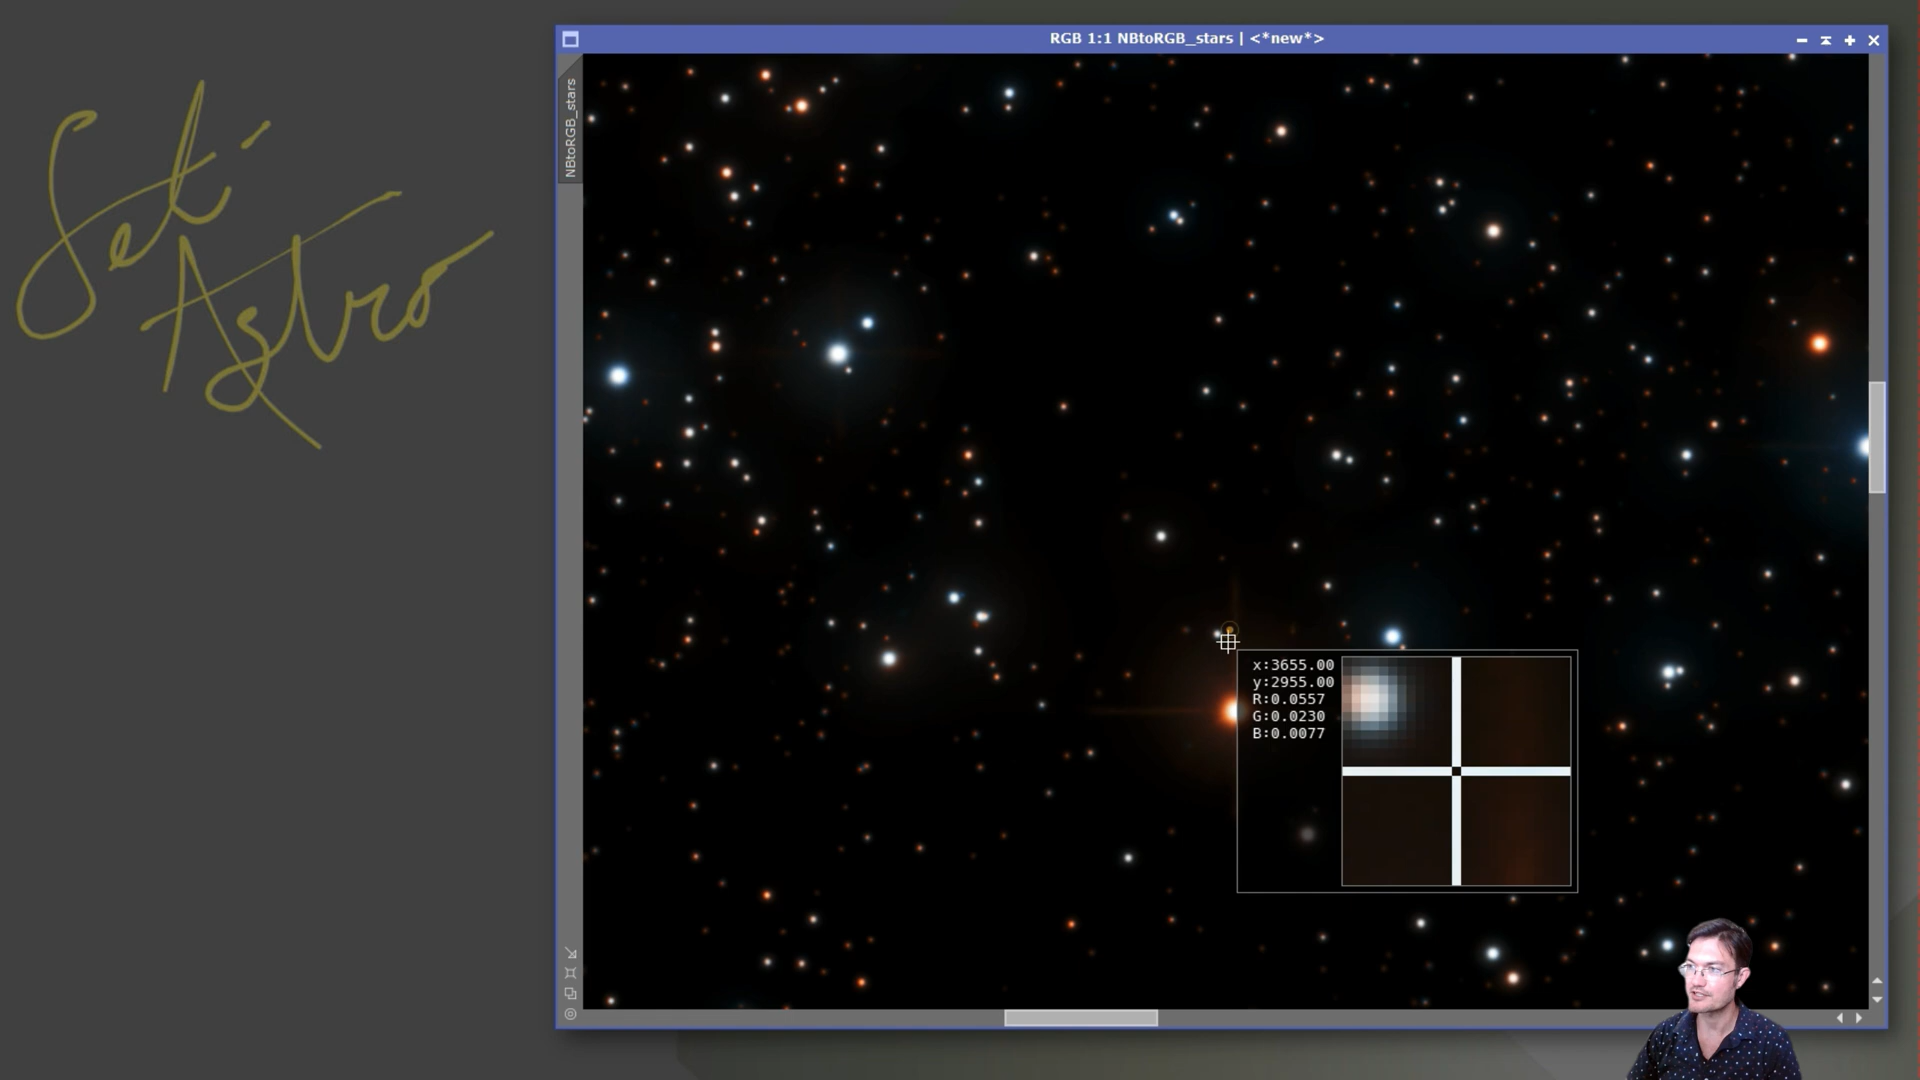 Seti
Astro
RGB 1:1 NBtoRGB_stars | <*new*>
NBtoRGB_stars
x:3655.00
y:2955.00
R:0.0557
G:0.0230
B:0.0077